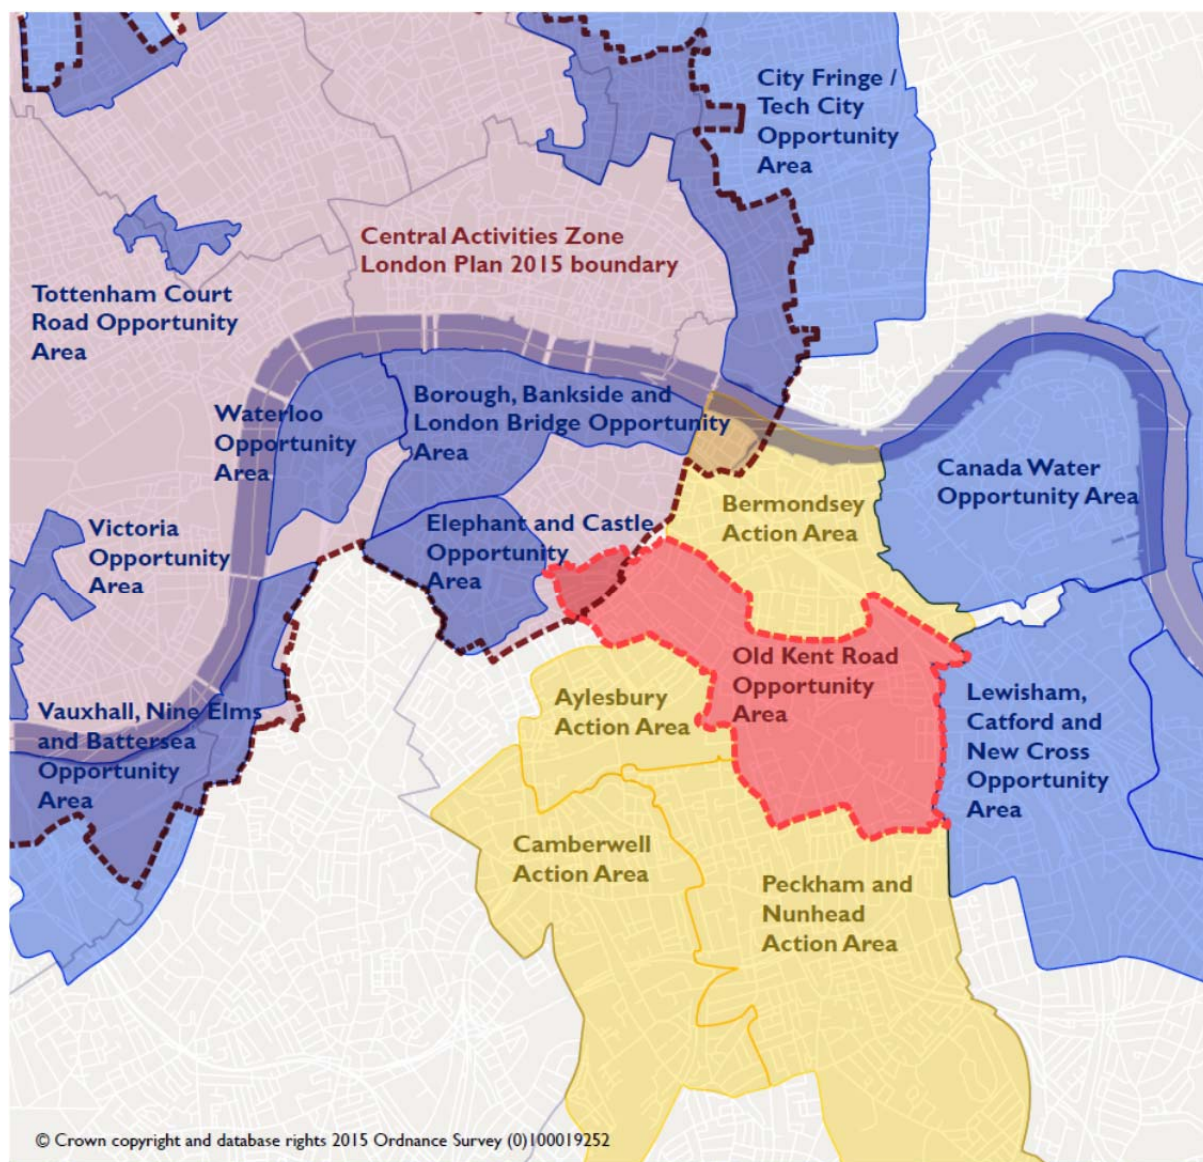 City Fringe /
Tech City
Opportunity
Area
Central Activities Zone
London Plan 2015 boundary
Tottenham Court
Road Opportunity
Area
Waterloo
Opportunity
Area
Borough, Bankside and
London Bridge Opportunity
Area
Canada Water
Opportunity Area
Bermondsey
Action Area
Victoria
Opportunity
Area
Elephant and Castle
Opportunity
Area
Old Kent Road
Opportunity
Area
Aylesbury
Action Area
Lewisham,
Catford and
New Cross
Opportunity
Area
Vauxhall, Nine Elms
and Battersea
Opportunity
Area
Camberwell
Action Area
Peckham and
Nunhead
Action Area
© Crown copyright and database rights 2015 Ordnance Survey (0)100019252